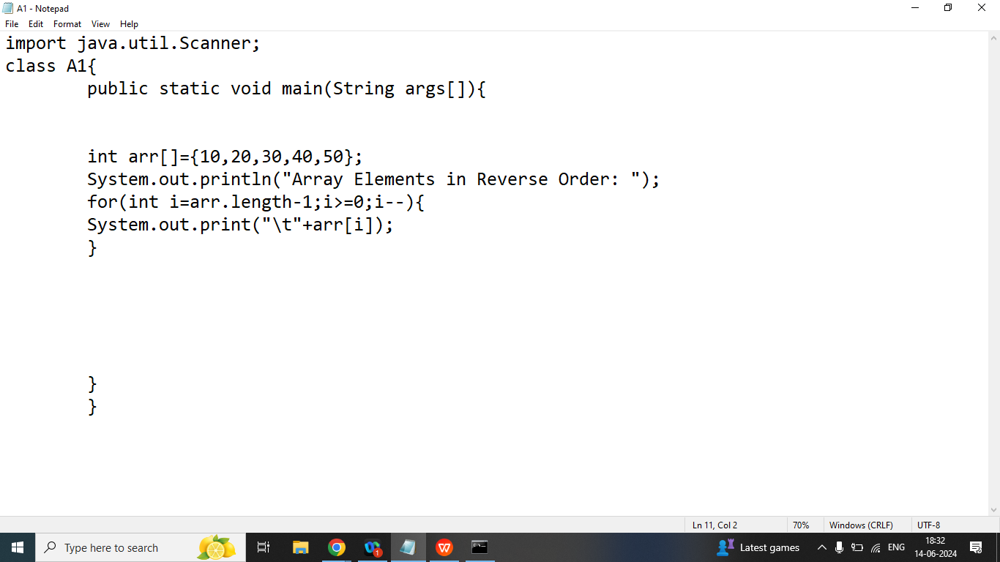 A1 - Notepad
File Edit Format View Help
import java.util.Scanner;
class A1{
public static void main(String args[]){
int arr[]={10,20,30,40,50};
System.out.println("Array Elements in Reverse Order: ");
for(int i=arr.length-1;i>=0;i--){
System.out.print("\t"+arr[i]);
}
}
}
Ln 11, Col 2 70% Windows (CRLF) UTF-8
Type here to search 1 W C:\. Latest games ENG 18:32
14-06-2024